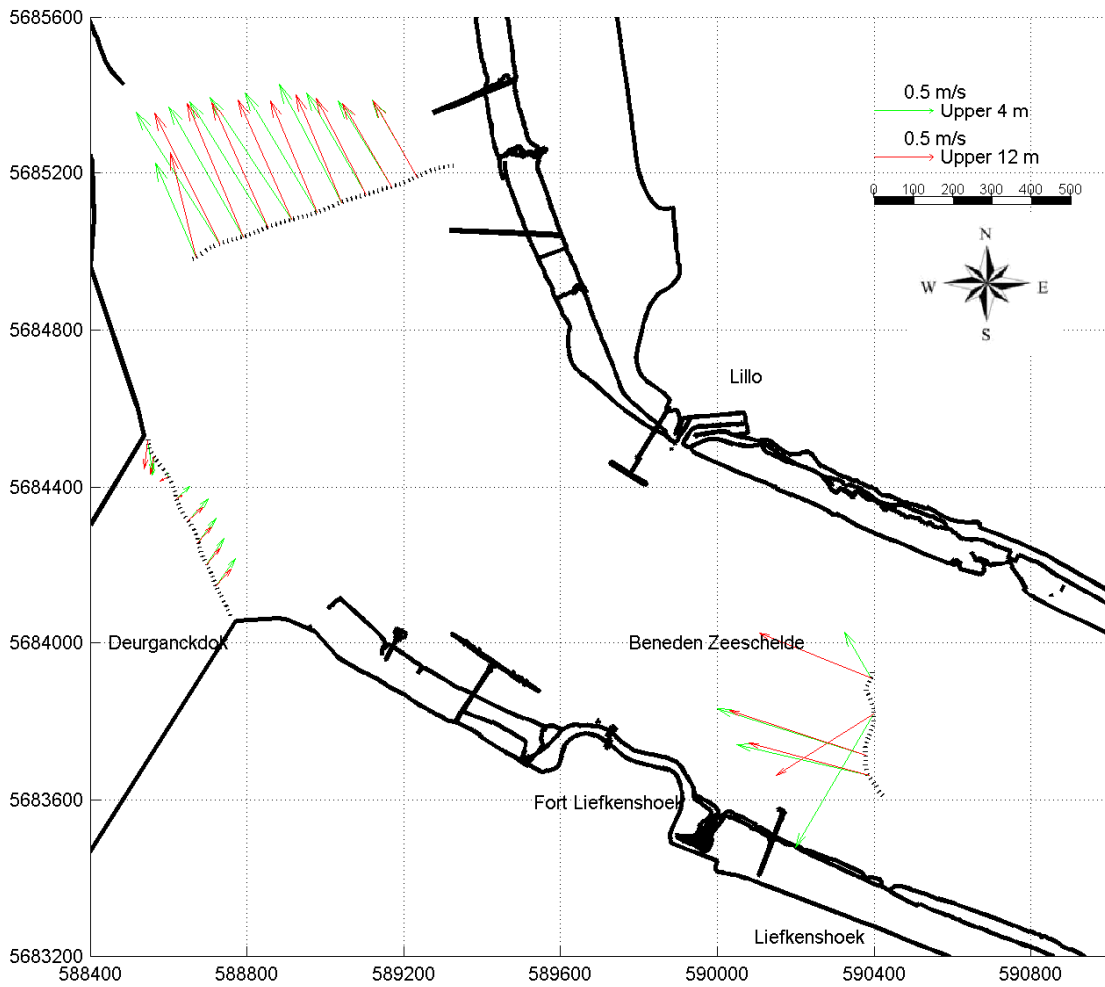 5685600
5685200
5684800
5684400
5684000
5683600
5683200
588400 588800 589200 589600 590000 590400 590800
0.5 m/s
Upper 4 m
0.5 m/s
Upper 12 m
0 100 200 300 400 500
N
W E
S
Lillo
Deurganckdok
Beneden Zeeschelde
Fort Liefkenshoek
Liefkenshoek